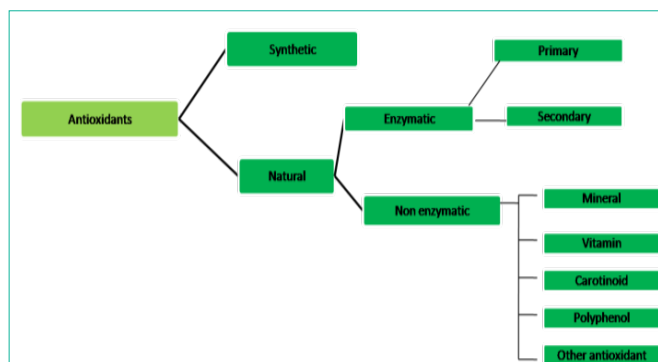 Synthetic
Primary
Antioxidants
Enzymatic
Secondary
Natural
Non enzymatic
Mineral
Vitamin
Carotinoid
Polyphenol
Other antioxidant